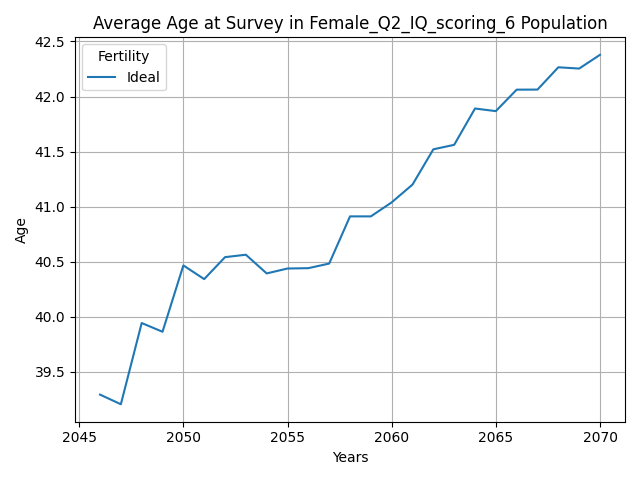 Average Age at Survey in Female_Q2_IQ_scoring_6 Population
Fertility
Ideal
42.5
42.0
41.5
41.0
40.5
40.0
39.5
Age
2045 2050 2055 2060 2065 2070
Years